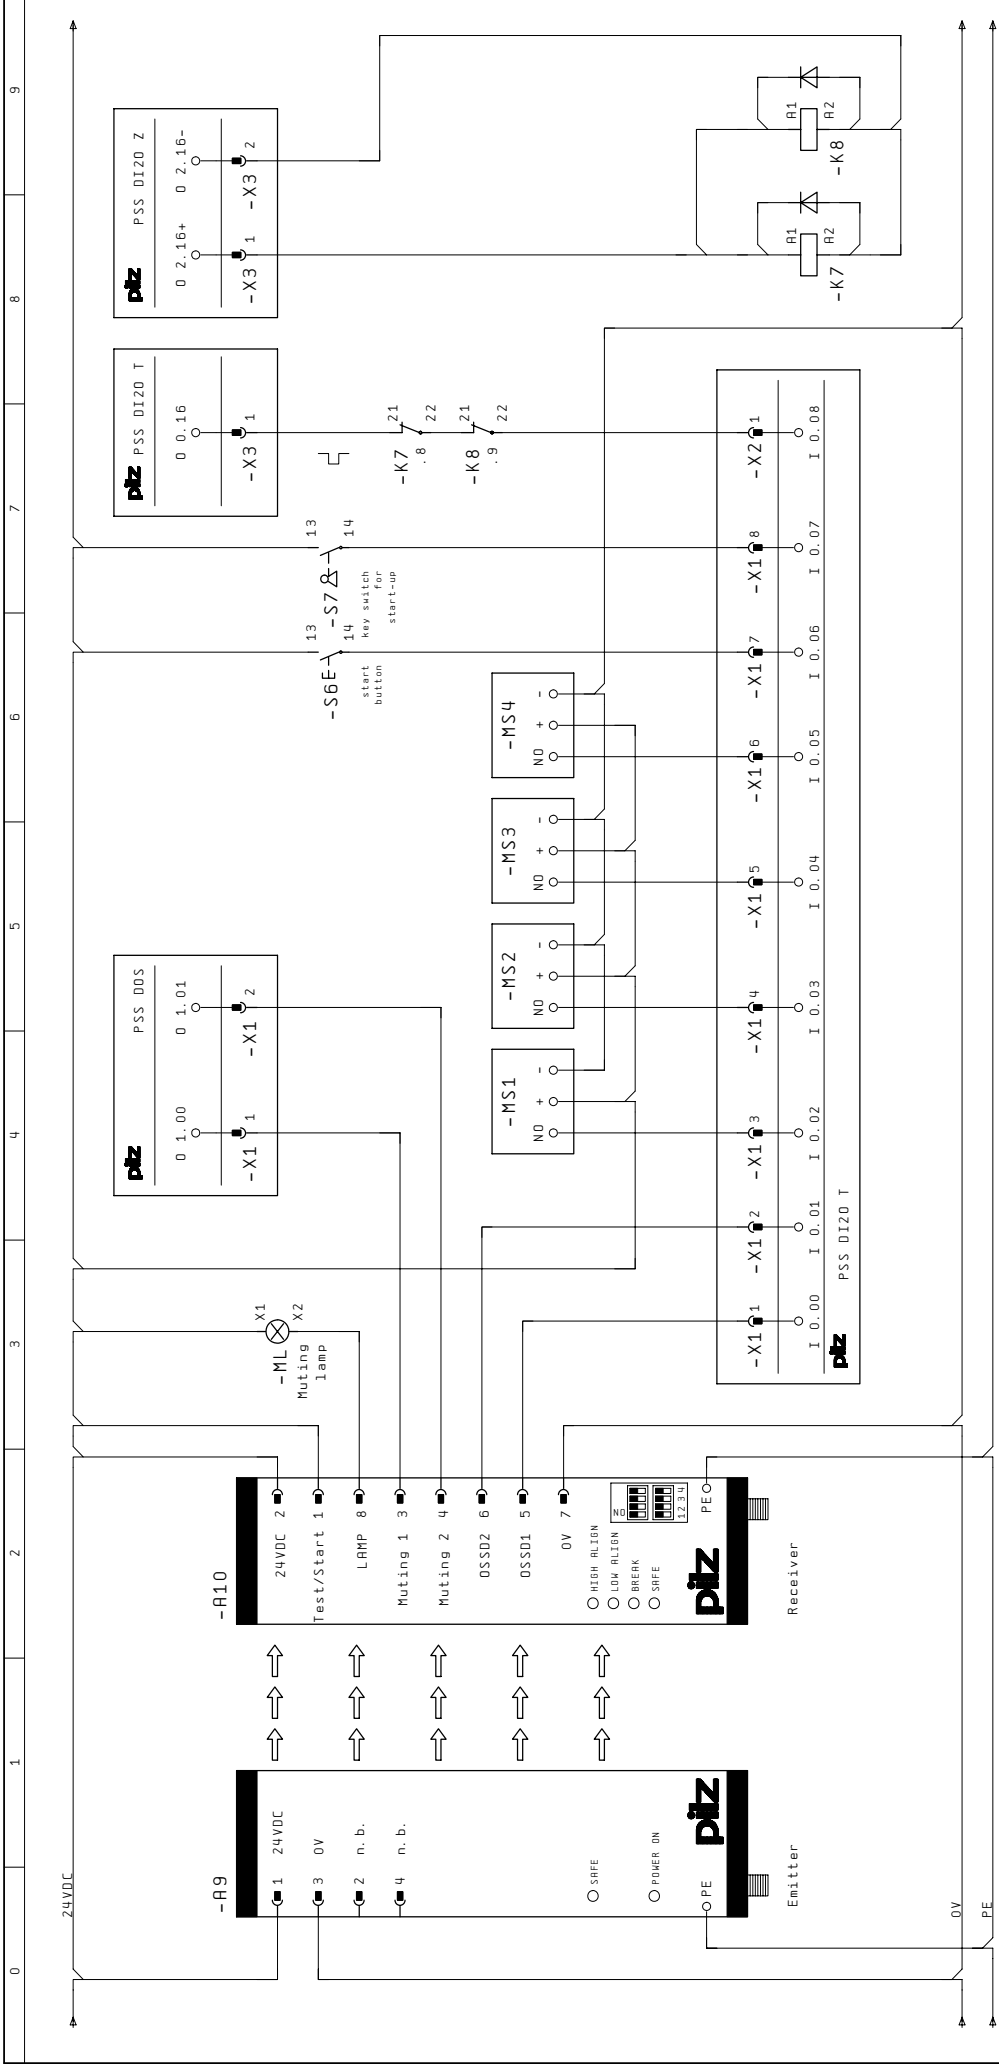 0 1 2 3 4 5 6 7 8 9
24VDC
-A9
1 24VDC
3 0V
2 n.b.
4 n.b.
SAFE
POWER ON
PE
pilz
Emitter
-A10
24VDC 2
Test/Start 1
LAMP 8
Muting 1 3
Muting 2 4
OSSD2 6
OSSD1 5
0V 7
HIGH ALIGN
LOW ALIGN
BREAK
SAFE
NO
1 2 3 4
PE
pilz
Receiver
-ML
X1
X2
Muting
lamp
pilz
PSS DOS
O 1.00
O 1.01
-X1 1
-X1 2
-MS1
NO + -
-MS2
NO + -
-MS3
NO + -
-MS4
NO + -
-S6E
13
14
start
button
-S7
13
14
key switch
for
start-up
pilz PSS DI2O T
O 0.16
-X3 1
-K7
.8
21
22
-K8
.9
21
22
pilz
PSS DI2O Z
O 2.16+
O 2.16-
-X3 1
-X3 2
A1
A2
-K7
A1
A2
-K8
-X1 1
-X1 2
-X1 3
-X1 4
-X1 5
-X1 6
-X1 7
-X1 8
-X2 1
I 0.00
I 0.01
I 0.02
I 0.03
I 0.04
I 0.05
I 0.06
I 0.07
I 0.08
pilz
PSS DI2O T
0V
PE